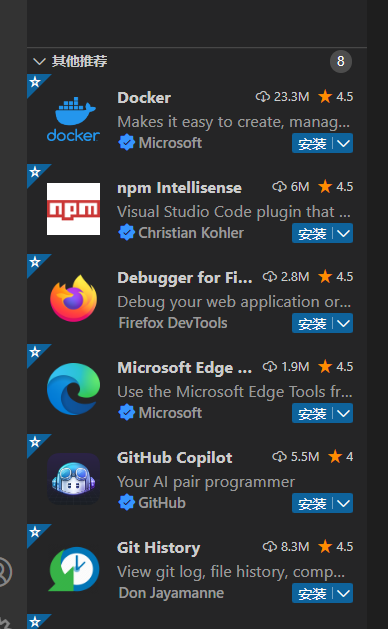 其他推荐 8
Docker 23.3M 4.5
Makes it easy to create, manag...
docker
Microsoft 安装
npm Intellisense 6M 4.5
npm
Visual Studio Code plugin that ...
Christian Kohler 安装
Debugger for Fi... 2.8M 4.5
Debug your web application or...
Firefox DevTools 安装
Microsoft Edge ... 1.9M 4.5
Use the Microsoft Edge Tools fr...
Microsoft 安装
GitHub Copilot 5.5M 4
Your AI pair programmer
GitHub 安装
Git History 8.3M 4.5
View git log, file history, comp...
Don Jayamanne 安装